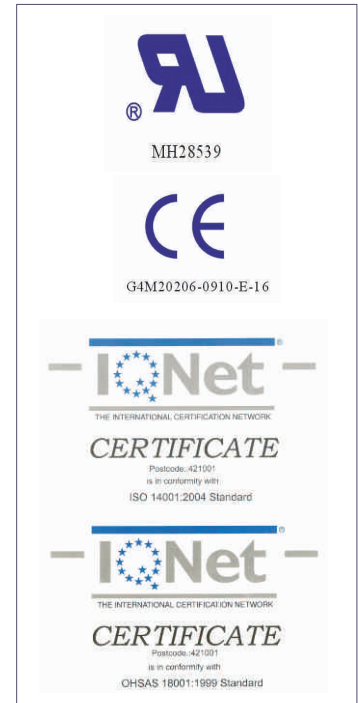 RU
®
MH28539
CE
G4M20206-0910-E-16
®
IQNet
THE INTERNATIONAL CERTIFICATION NETWORK
CERTIFICATE
Postcode.:421001
is in conformity with
ISO 14001:2004 Standard
®
IQNet
THE INTERNATIONAL CERTIFICATION NETWORK
CERTIFICATE
Postcode.:421001
is in conformity with
OHSAS 18001:1999 Standard